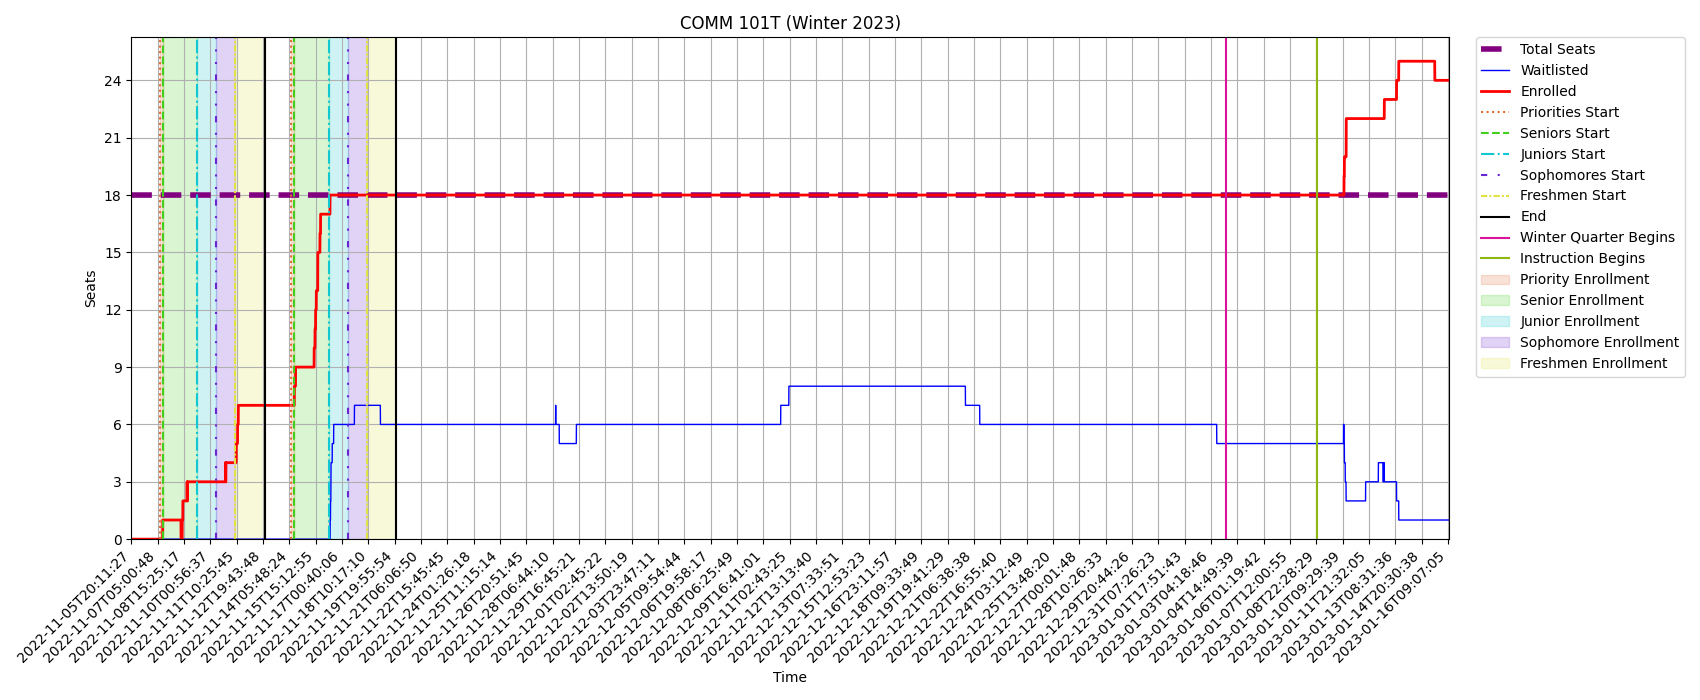 COMM 101T (Winter 2023)
Seats
24
21
18
15
12
9
6
3
0
2022-11-05T20:11:27
2022-11-07T05:00:48
2022-11-08T15:25:17
2022-11-10T00:56:37
2022-11-11T10:25:45
2022-11-12T19:43:48
2022-11-14T05:48:24
2022-11-15T15:12:55
2022-11-17T00:40:06
2022-11-18T10:17:10
2022-11-19T19:55:54
2022-11-21T06:06:50
2022-11-22T15:45:45
2022-11-24T01:26:18
2022-11-25T11:15:14
2022-11-26T20:51:45
2022-11-28T06:44:10
2022-11-29T16:45:21
2022-12-01T02:45:22
2022-12-02T13:50:19
2022-12-03T23:47:11
2022-12-05T09:54:44
2022-12-06T19:58:17
2022-12-08T06:25:49
2022-12-09T16:41:01
2022-12-11T02:43:25
2022-12-12T13:13:40
2022-12-13T07:33:51
2022-12-15T12:53:23
2022-12-16T23:11:57
2022-12-18T09:33:49
2022-12-19T19:41:29
2022-12-21T06:38:38
2022-12-22T16:55:40
2022-12-24T03:12:49
2022-12-25T13:48:20
2022-12-27T00:01:48
2022-12-28T10:26:33
2022-12-29T20:44:26
2022-12-31T07:26:23
2023-01-01T17:51:43
2023-01-03T04:18:46
2023-01-04T14:49:39
2023-01-06T01:19:42
2023-01-07T12:00:55
2023-01-08T22:28:29
2023-01-10T09:29:39
2023-01-11T21:32:05
2023-01-13T08:31:36
2023-01-14T20:30:38
2023-01-16T09:07:05
Time
Total Seats
Waitlisted
Enrolled
Priorities Start
Seniors Start
Juniors Start
Sophomores Start
Freshmen Start
End
Winter Quarter Begins
Instruction Begins
Priority Enrollment
Senior Enrollment
Junior Enrollment
Sophomore Enrollment
Freshmen Enrollment